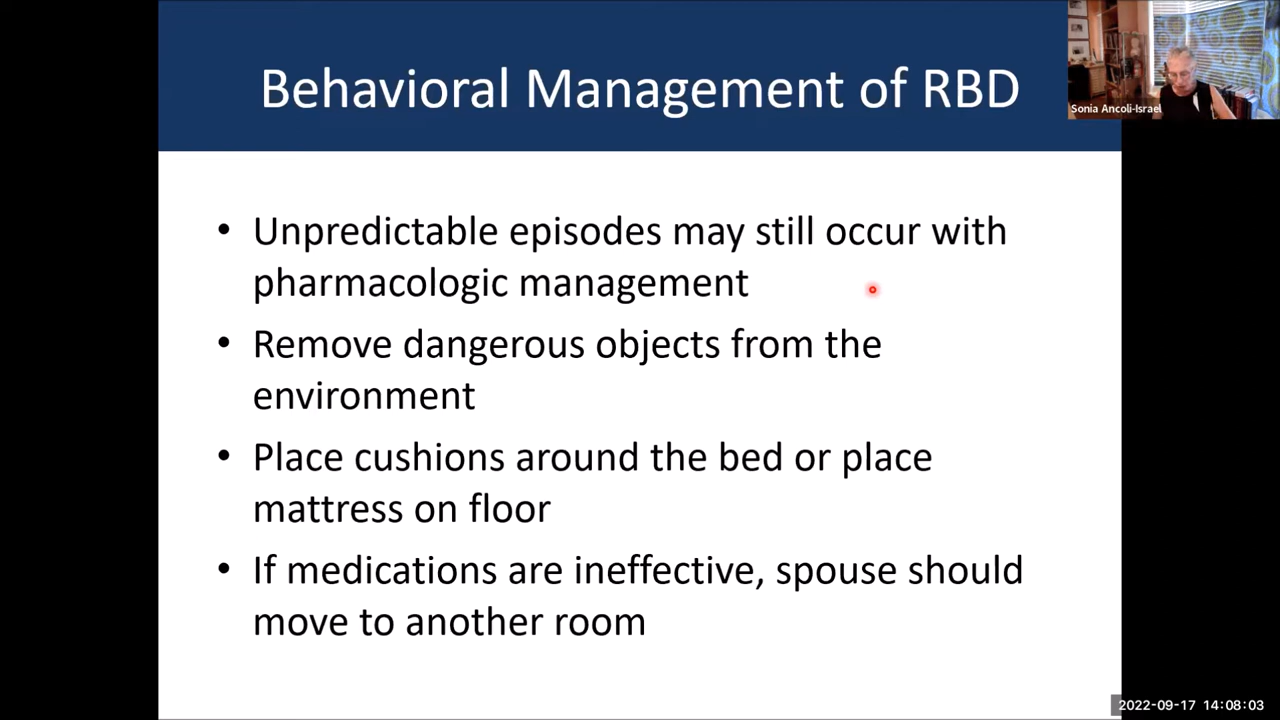 Behavioral Management of RBD
Sonia Ancoli-Israel
• Unpredictable episodes may still occur with
pharmacologic management
• Remove dangerous objects from the
environment
• Place cushions around the bed or place
mattress on floor
• If medications are ineffective, spouse should
move to another room
2022-09-17 14:08:03